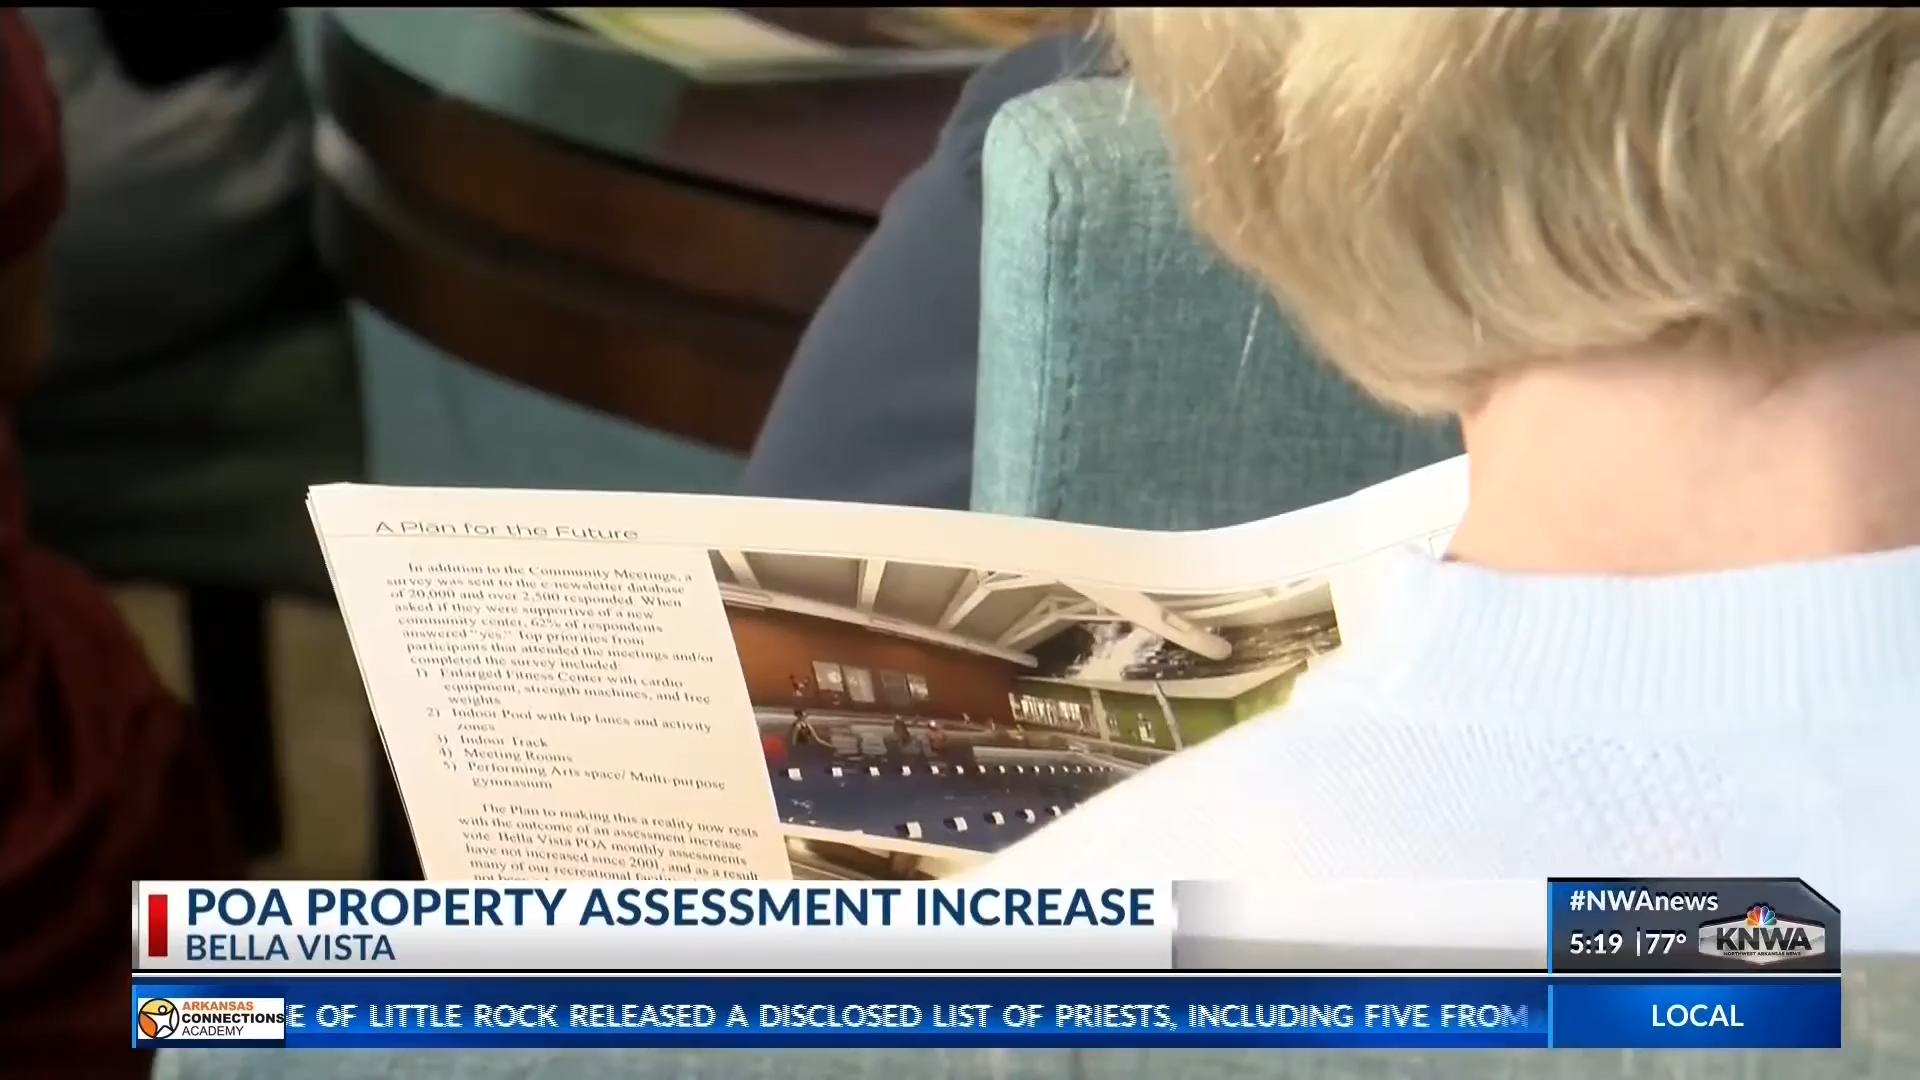 A Plan for the Future
In addition to the Community Meetings, a
survey was sent to the e-newsletter database
of 20,000 and over 2,500 responded. When
asked if they were supportive of a new
community center, 62% of respondents
answered "yes." Top priorities from
participants that attended the meetings and/or
completed the survey included:
1) Enlarged Fitness Center with cardio
equipment, strength machines, and free
weights
2) Indoor Pool with lap lanes and activity
zones
3) Indoor Track
4) Meeting Rooms
5) Performing Arts space/ Multi-purpose
gymnasium
The Plan to making this a reality now rests
with the outcome of an assessment increase
vote. Bella Vista POA monthly assessments
have not increased since 2001, and as a result
many of our recreational
POA PROPERTY ASSESSMENT INCREASE
BELLA VISTA
#NWAnews
5:19 | 77°
KNWA
NORTHWEST ARKANSAS NEWS
ARKANSAS
CONNECTIONS
ACADEMY
E OF LITTLE ROCK RELEASED A DISCLOSED LIST OF PRIESTS, INCLUDING FIVE FROM
LOCAL